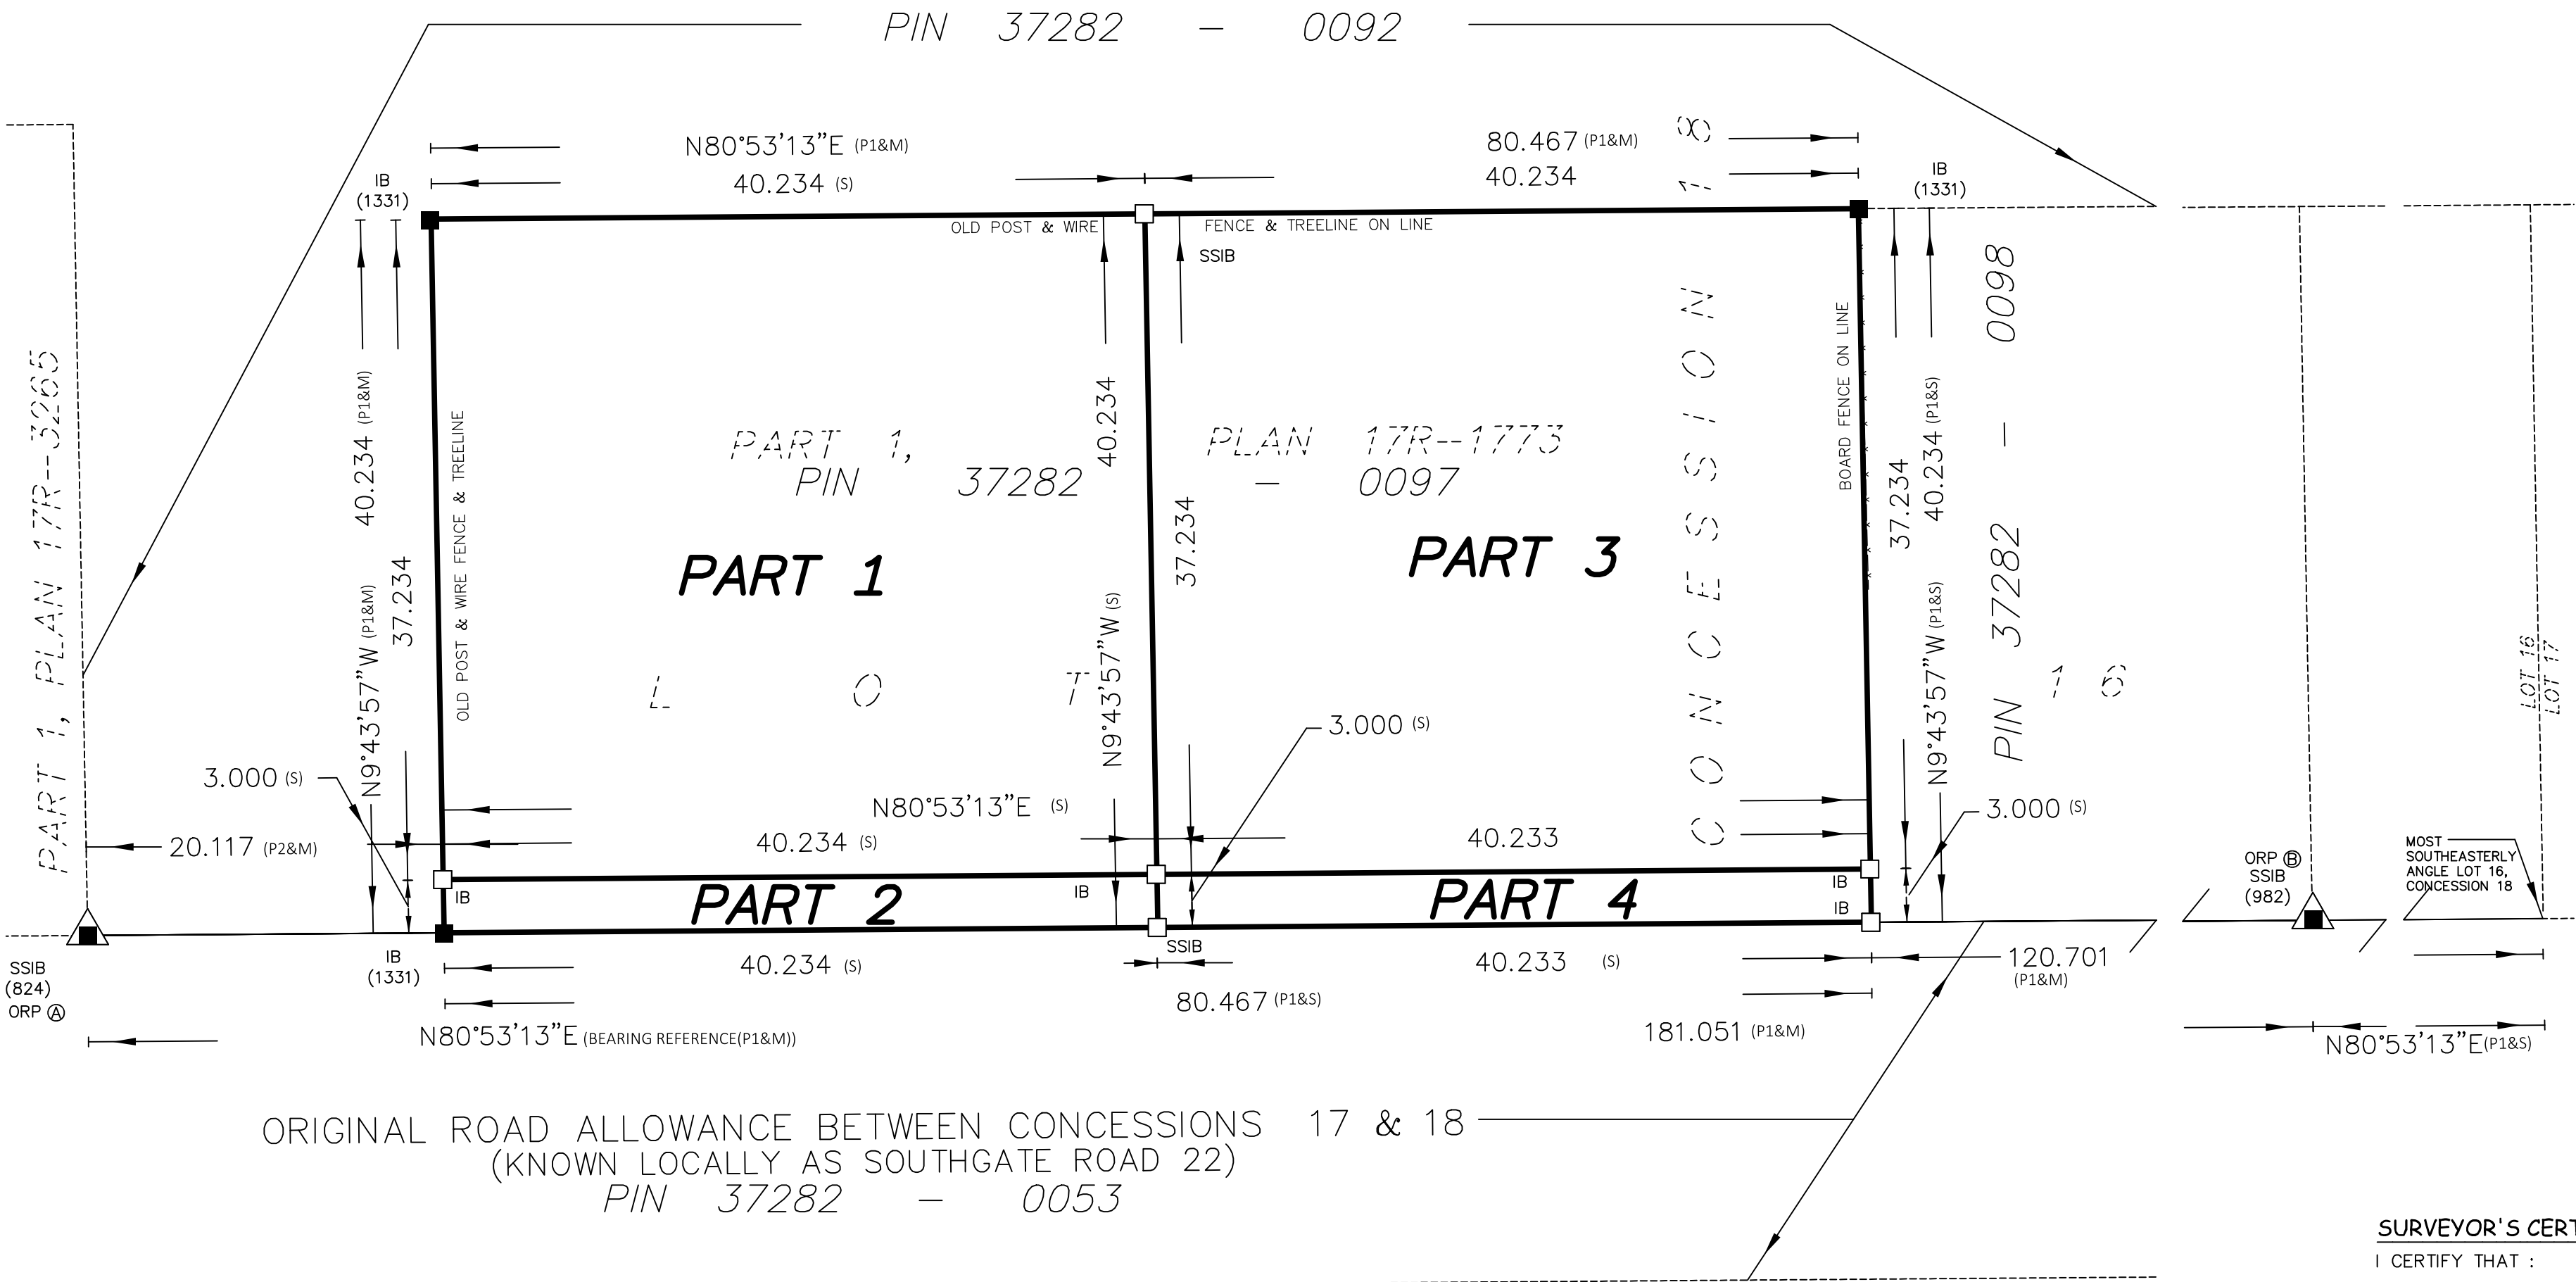 PIN 37282 - 0092
N80°53'13"E (P1&M)
80.467 (P1&M)
40.234 (S)
40.234
IB
(1331)
IB
(1331)
OLD POST & WIRE
FENCE & TREELINE ON LINE
SSIB
PART 1, PLAN 17R-3265
40.234 (P1&M)
N9°43'57"W (P1&M)
37.234
OLD POST & WIRE FENCE & TREELINE
40.234
N9°43'57"W (S)
37.234
PART 1, PLAN 17R--1773
PIN 37282 - 0097
PART 1
PART 3
LOT 16
CONCESSION 18
BOARD FENCE ON LINE
37.234
40.234 (P1&S)
N9°43'57"W (P1&S)
PIN 37282 - 0098
LOT 16
LOT 17
3.000 (S)
3.000 (S)
3.000 (S)
20.117 (P2&M)
N80°53'13"E (S)
40.234 (S)
40.233
IB
IB
IB
IB
PART 2
PART 4
ORP Ⓑ
SSIB
(982)
MOST
SOUTHEASTERLY
ANGLE LOT 16,
CONCESSION 18
SSIB
(824)
ORP Ⓐ
IB
(1331)
SSIB
40.234 (S)
40.233 (S)
120.701
(P1&M)
80.467 (P1&S)
N80°53'13"E (BEARING REFERENCE(P1&M))
181.051 (P1&M)
N80°53'13"E(P1&S)
ORIGINAL ROAD ALLOWANCE BETWEEN CONCESSIONS 17 & 18
(KNOWN LOCALLY AS SOUTHGATE ROAD 22)
PIN 37282 - 0053
SURVEYOR'S CERT
I CERTIFY THAT :